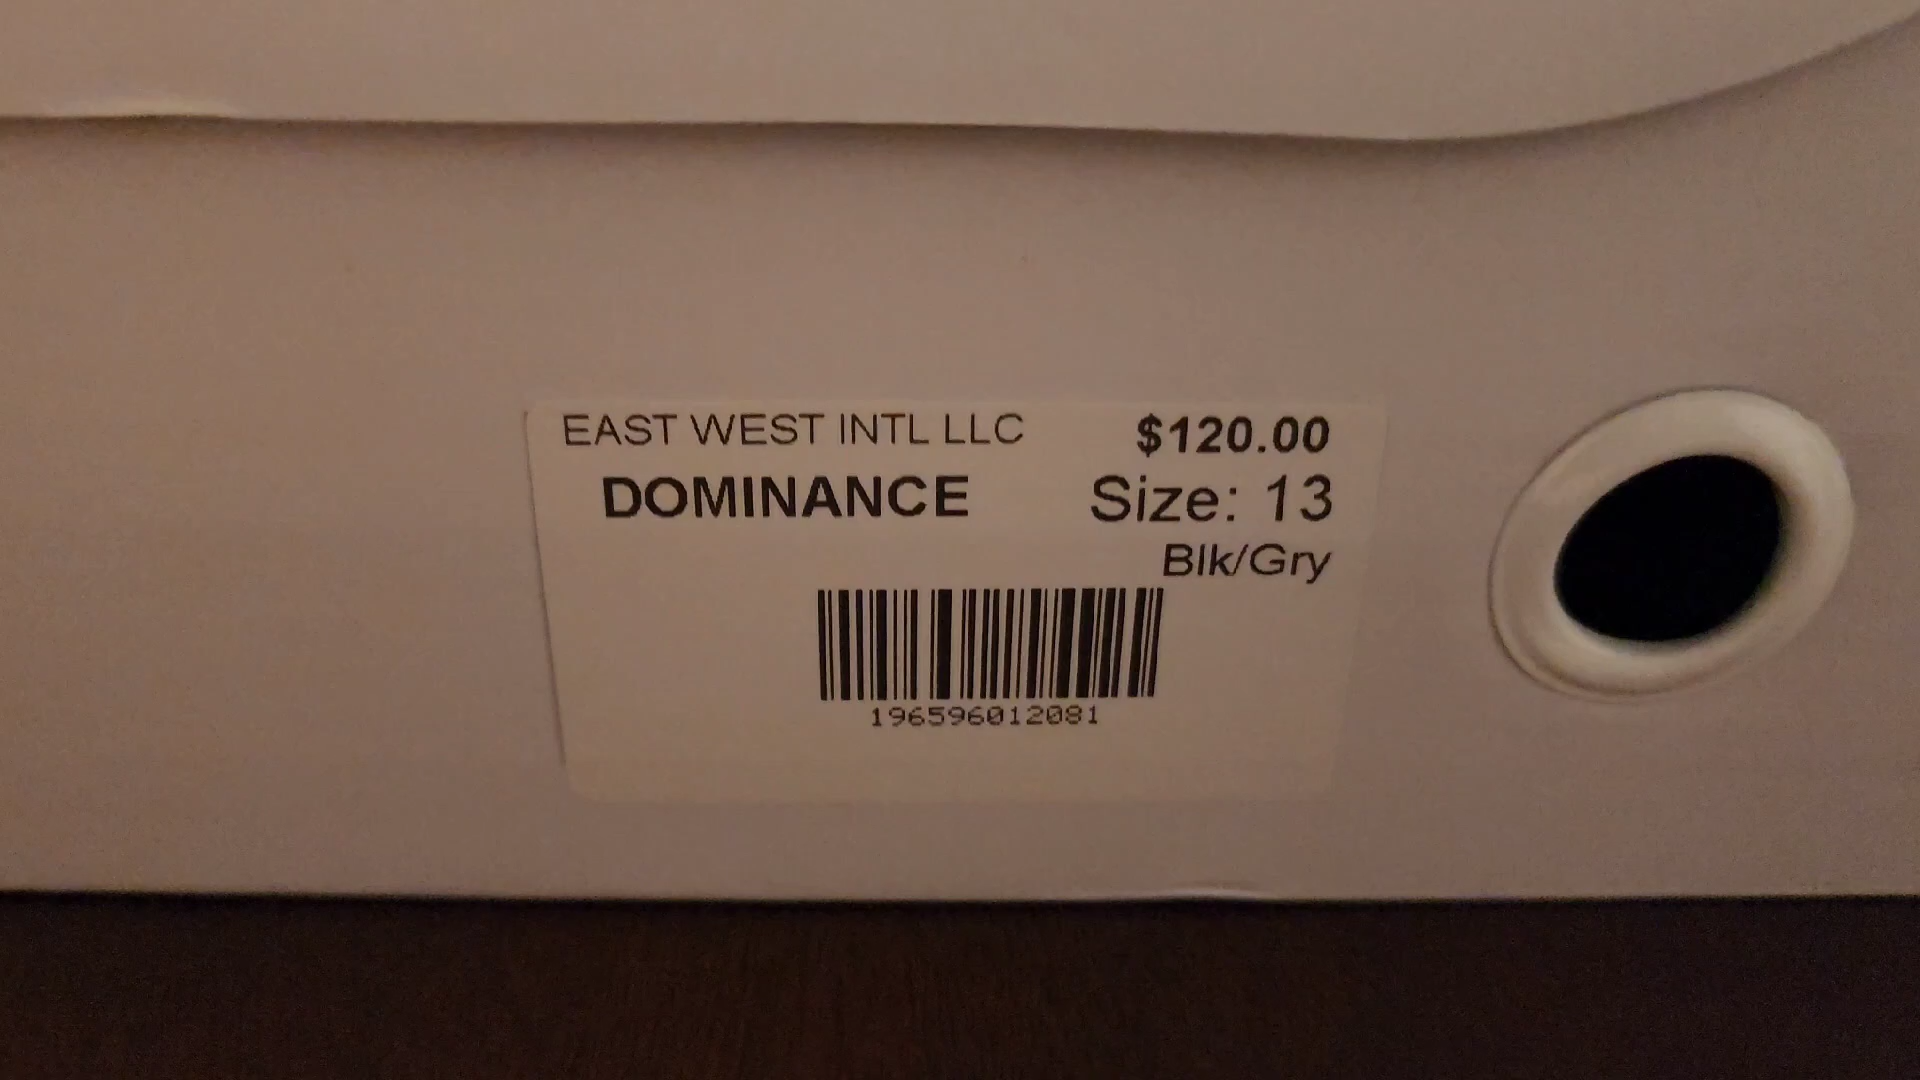 EAST WEST INTL LLC $120.00
DOMINANCE Size: 13
Blk/Gry
196596012081